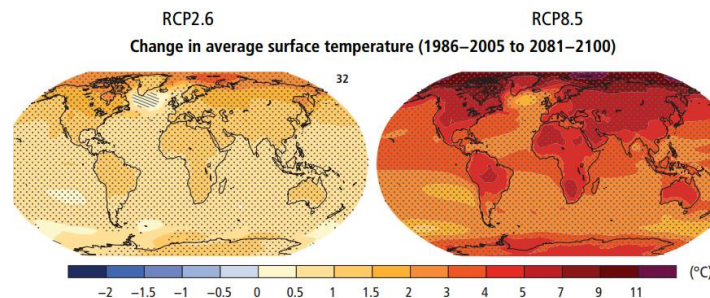 RCP2.6 RCP8.5
Change in average surface temperature (1986−2005 to 2081−2100)
32
(°C)
−2 −1.5 −1 −0.5 0 0.5 1 1.5 2 3 4 5 7 9 11